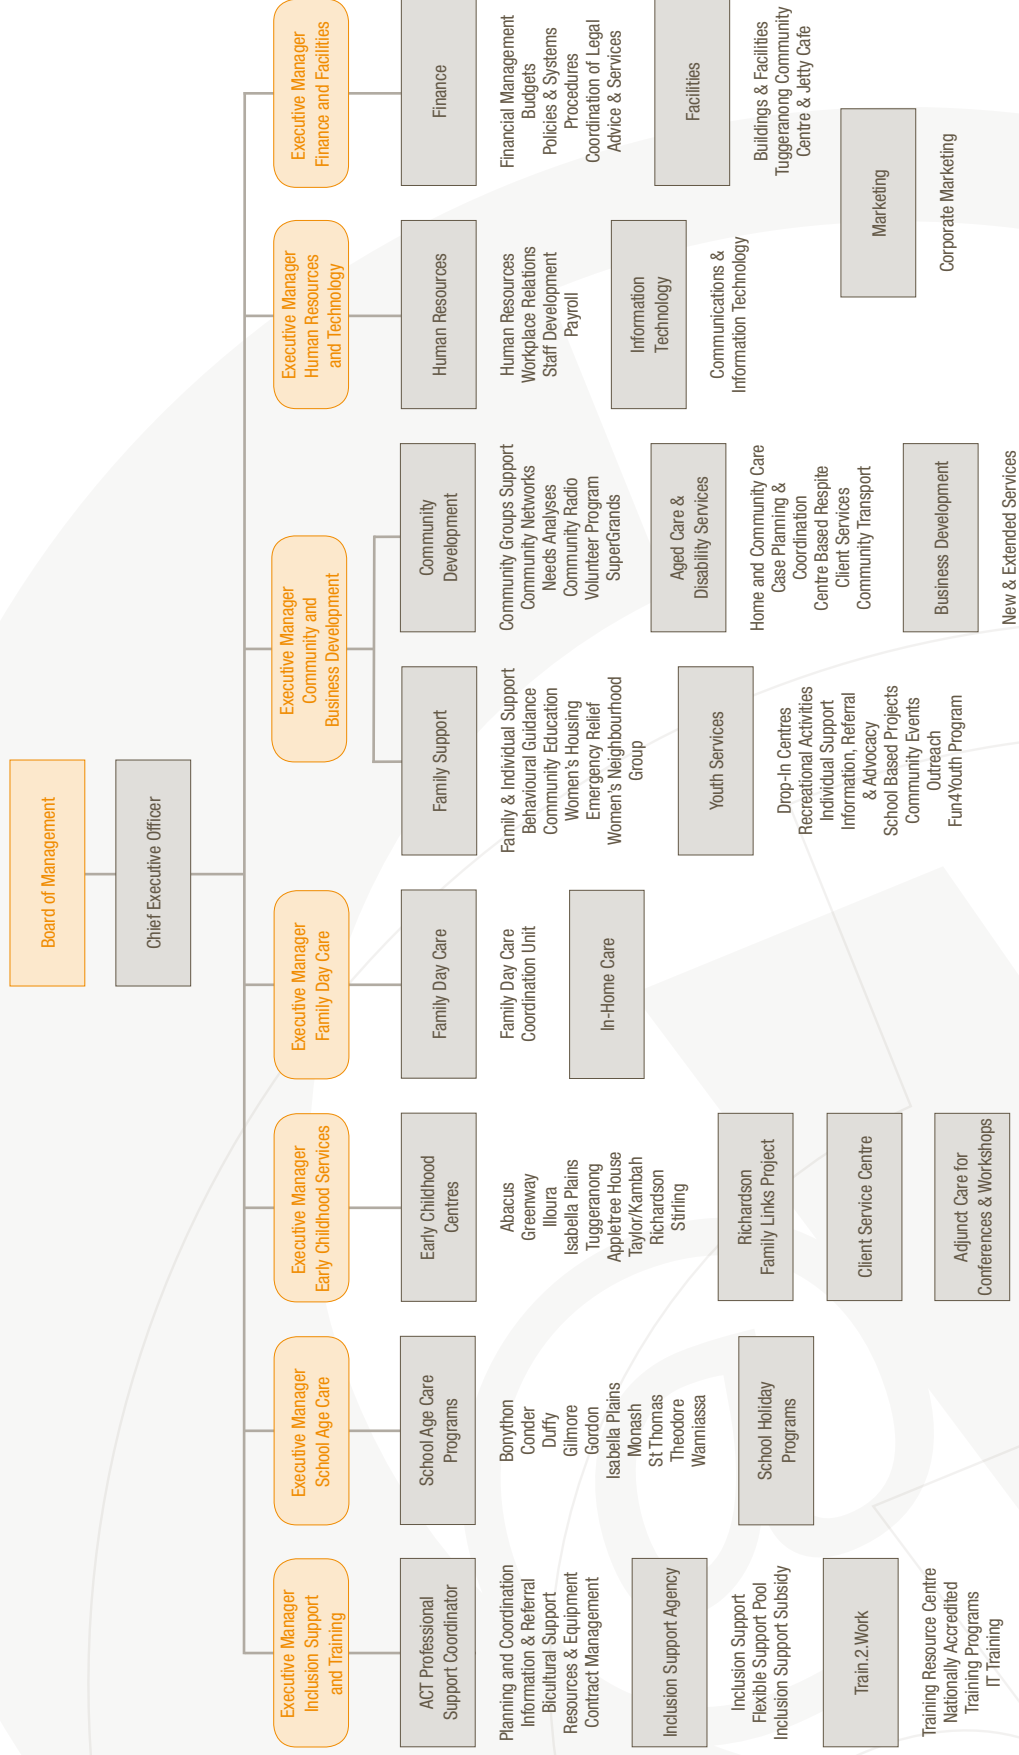 Board of Management
Chief Executive Officer
Executive Manager
Inclusion Support
and Training
ACT Professional
Support Coordinator
Planning and Coordination
Information & Referral
Bicultural Support
Resources & Equipment
Contract Management
Inclusion Support Agency
Inclusion Support
Flexible Support Pool
Inclusion Support Subsidy
Train.2.Work
Training Resource Centre
Nationally Accredited
Training Programs
IT Training
Executive Manager
School Age Care
School Age Care
Programs
Bonython
Conder
Duffy
Gilmore
Gordon
Isabella Plains
Monash
St Thomas
Theodore
Wanniassa
School Holiday
Programs
Executive Manager
Early Childhood Services
Early Childhood
Centres
Abacus
Greenway
Illoura
Isabella Plains
Tuggeranong
Appletree House
Taylor/Kambah
Richardson
Stirling
Richardson
Family Links Project
Client Service Centre
Adjunct Care for
Conferences & Workshops
Executive Manager
Family Day Care
Family Day Care
Family Day Care
Coordination Unit
In-Home Care
Executive Manager
Community and
Business Development
Family Support
Family & Individual Support
Behavioural Guidance
Community Education
Women's Housing
Emergency Relief
Women's Neighbourhood
Group
Youth Services
Drop-In Centres
Recreational Activities
Individual Support
Information, Referral
& Advocacy
School Based Projects
Community Events
Outreach
Fun4Youth Program
Community
Development
Community Groups Support
Community Networks
Needs Analyses
Community Radio
Volunteer Program
SuperGrands
Aged Care &
Disability Services
Home and Community Care
Case Planning &
Coordination
Centre Based Respite
Client Services
Community Transport
Business Development
New & Extended Services
Executive Manager
Human Resources
and Technology
Human Resources
Human Resources
Workplace Relations
Staff Development
Payroll
Information
Technology
Communications &
Information Technology
Executive Manager
Finance and Facilities
Finance
Financial Management
Budgets
Policies & Systems
Procedures
Coordination of Legal
Advice & Services
Facilities
Buildings & Facilities
Tuggeranong Community
Centre & Jetty Cafe
Marketing
Corporate Marketing